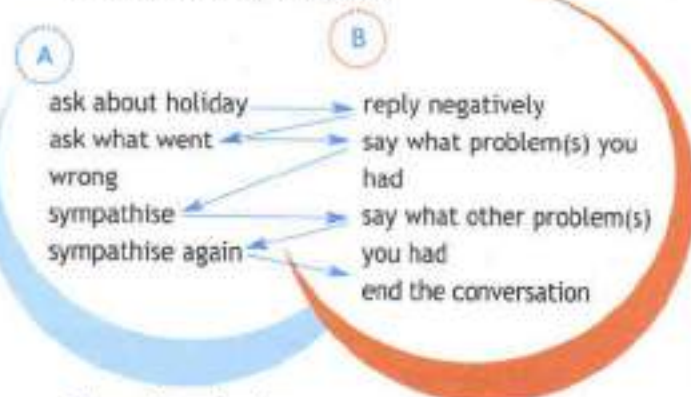 A
B
ask about holiday
reply negatively
ask what went
say what problem(s) you
wrong
had
sympathise
say what other problem(s)
sympathise again
you had
end the conversation